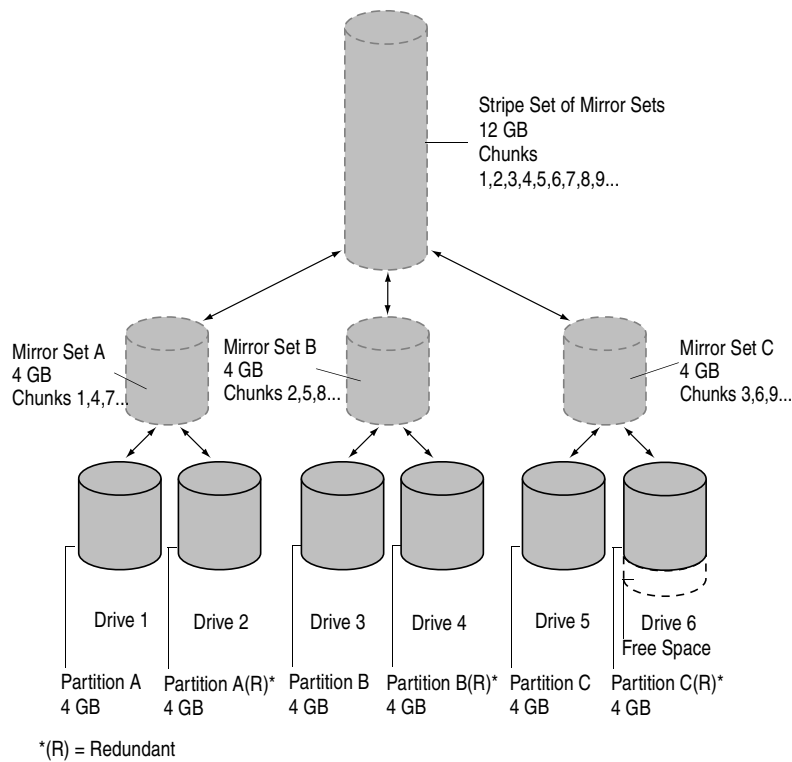 Stripe Set of Mirror Sets
12 GB
Chunks
1,2,3,4,5,6,7,8,9...
Mirror Set A
4 GB
Chunks 1,4,7...
Mirror Set B
4 GB
Chunks 2,5,8...
Mirror Set C
4 GB
Chunks 3,6,9...
Drive 1
Drive 2
Drive 3
Drive 4
Drive 5
Drive 6
Free Space
Partition A
4 GB
Partition A(R)*
4 GB
Partition B
4 GB
Partition B(R)*
4 GB
Partition C
4 GB
Partition C(R)*
4 GB
*(R) = Redundant